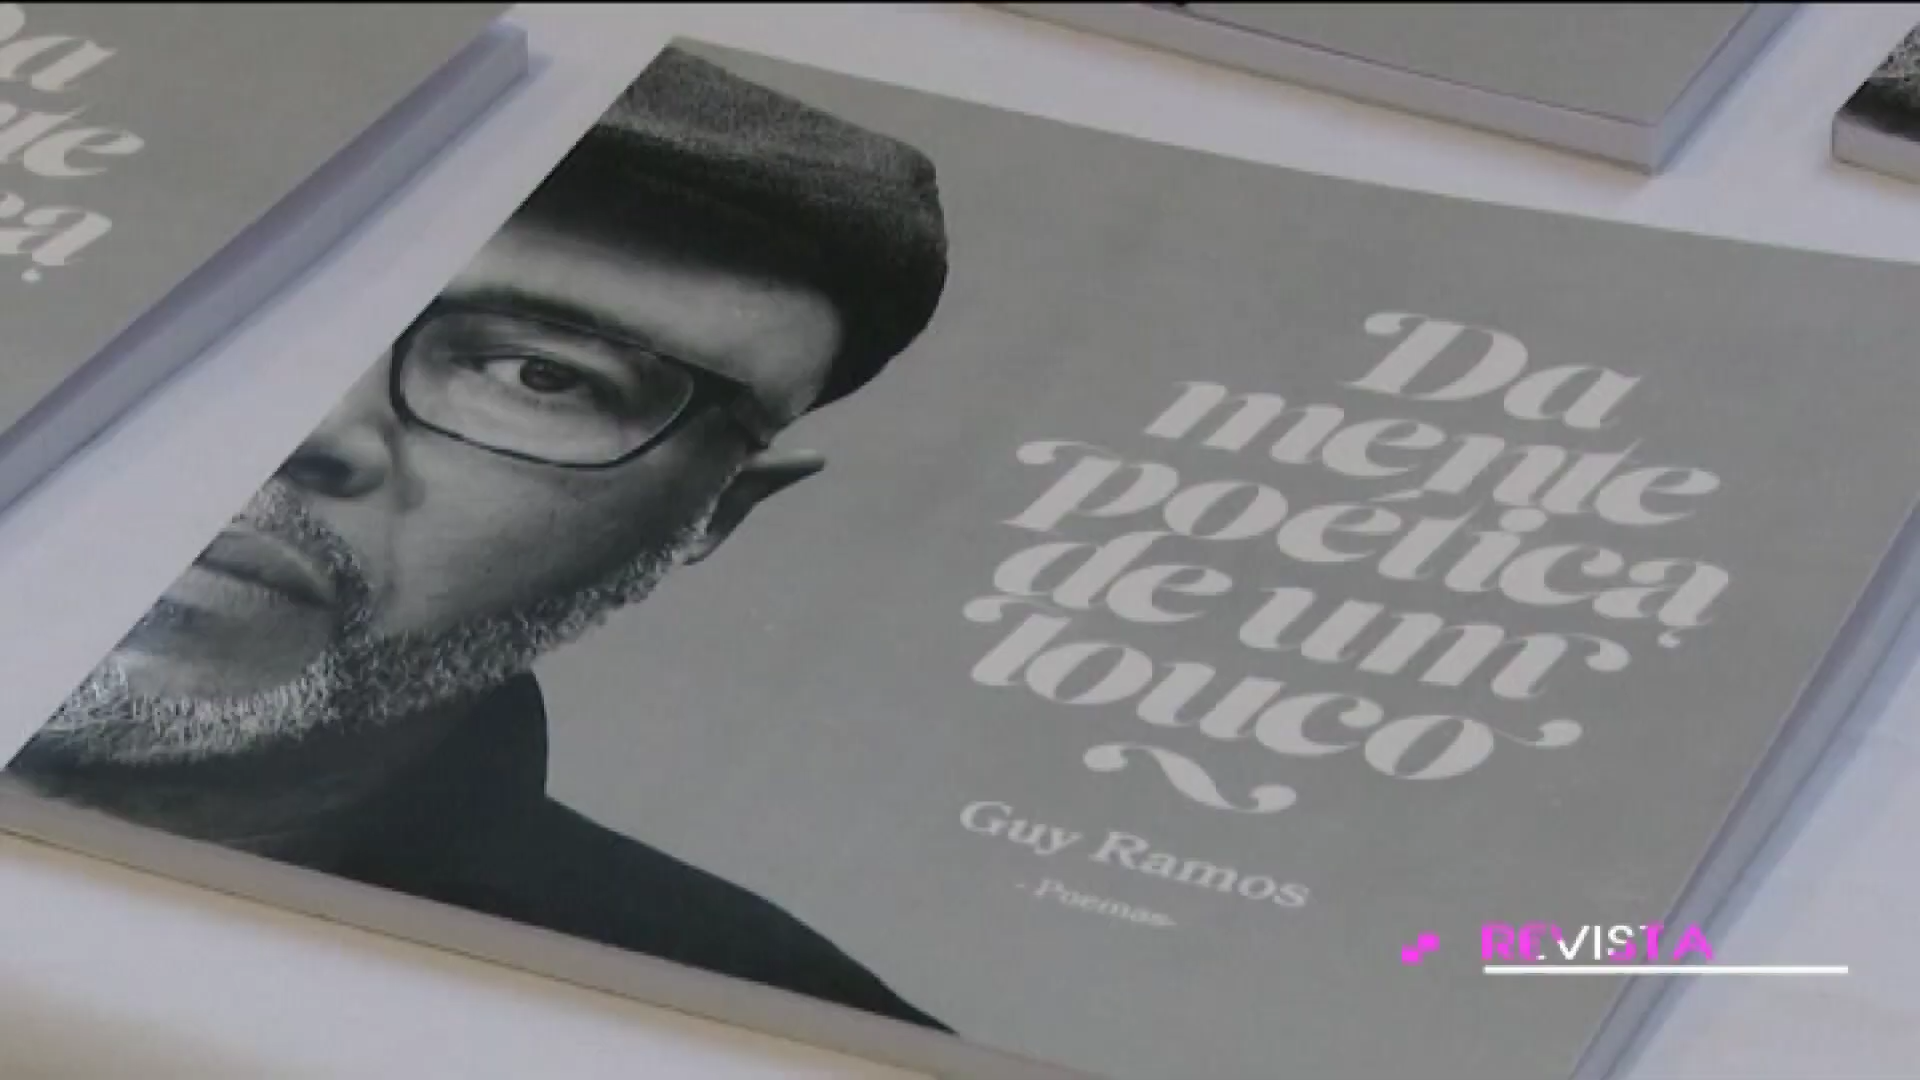 Da
mente
poética
de um
louco
Guy Ramos
- Poemas-
REVISTA